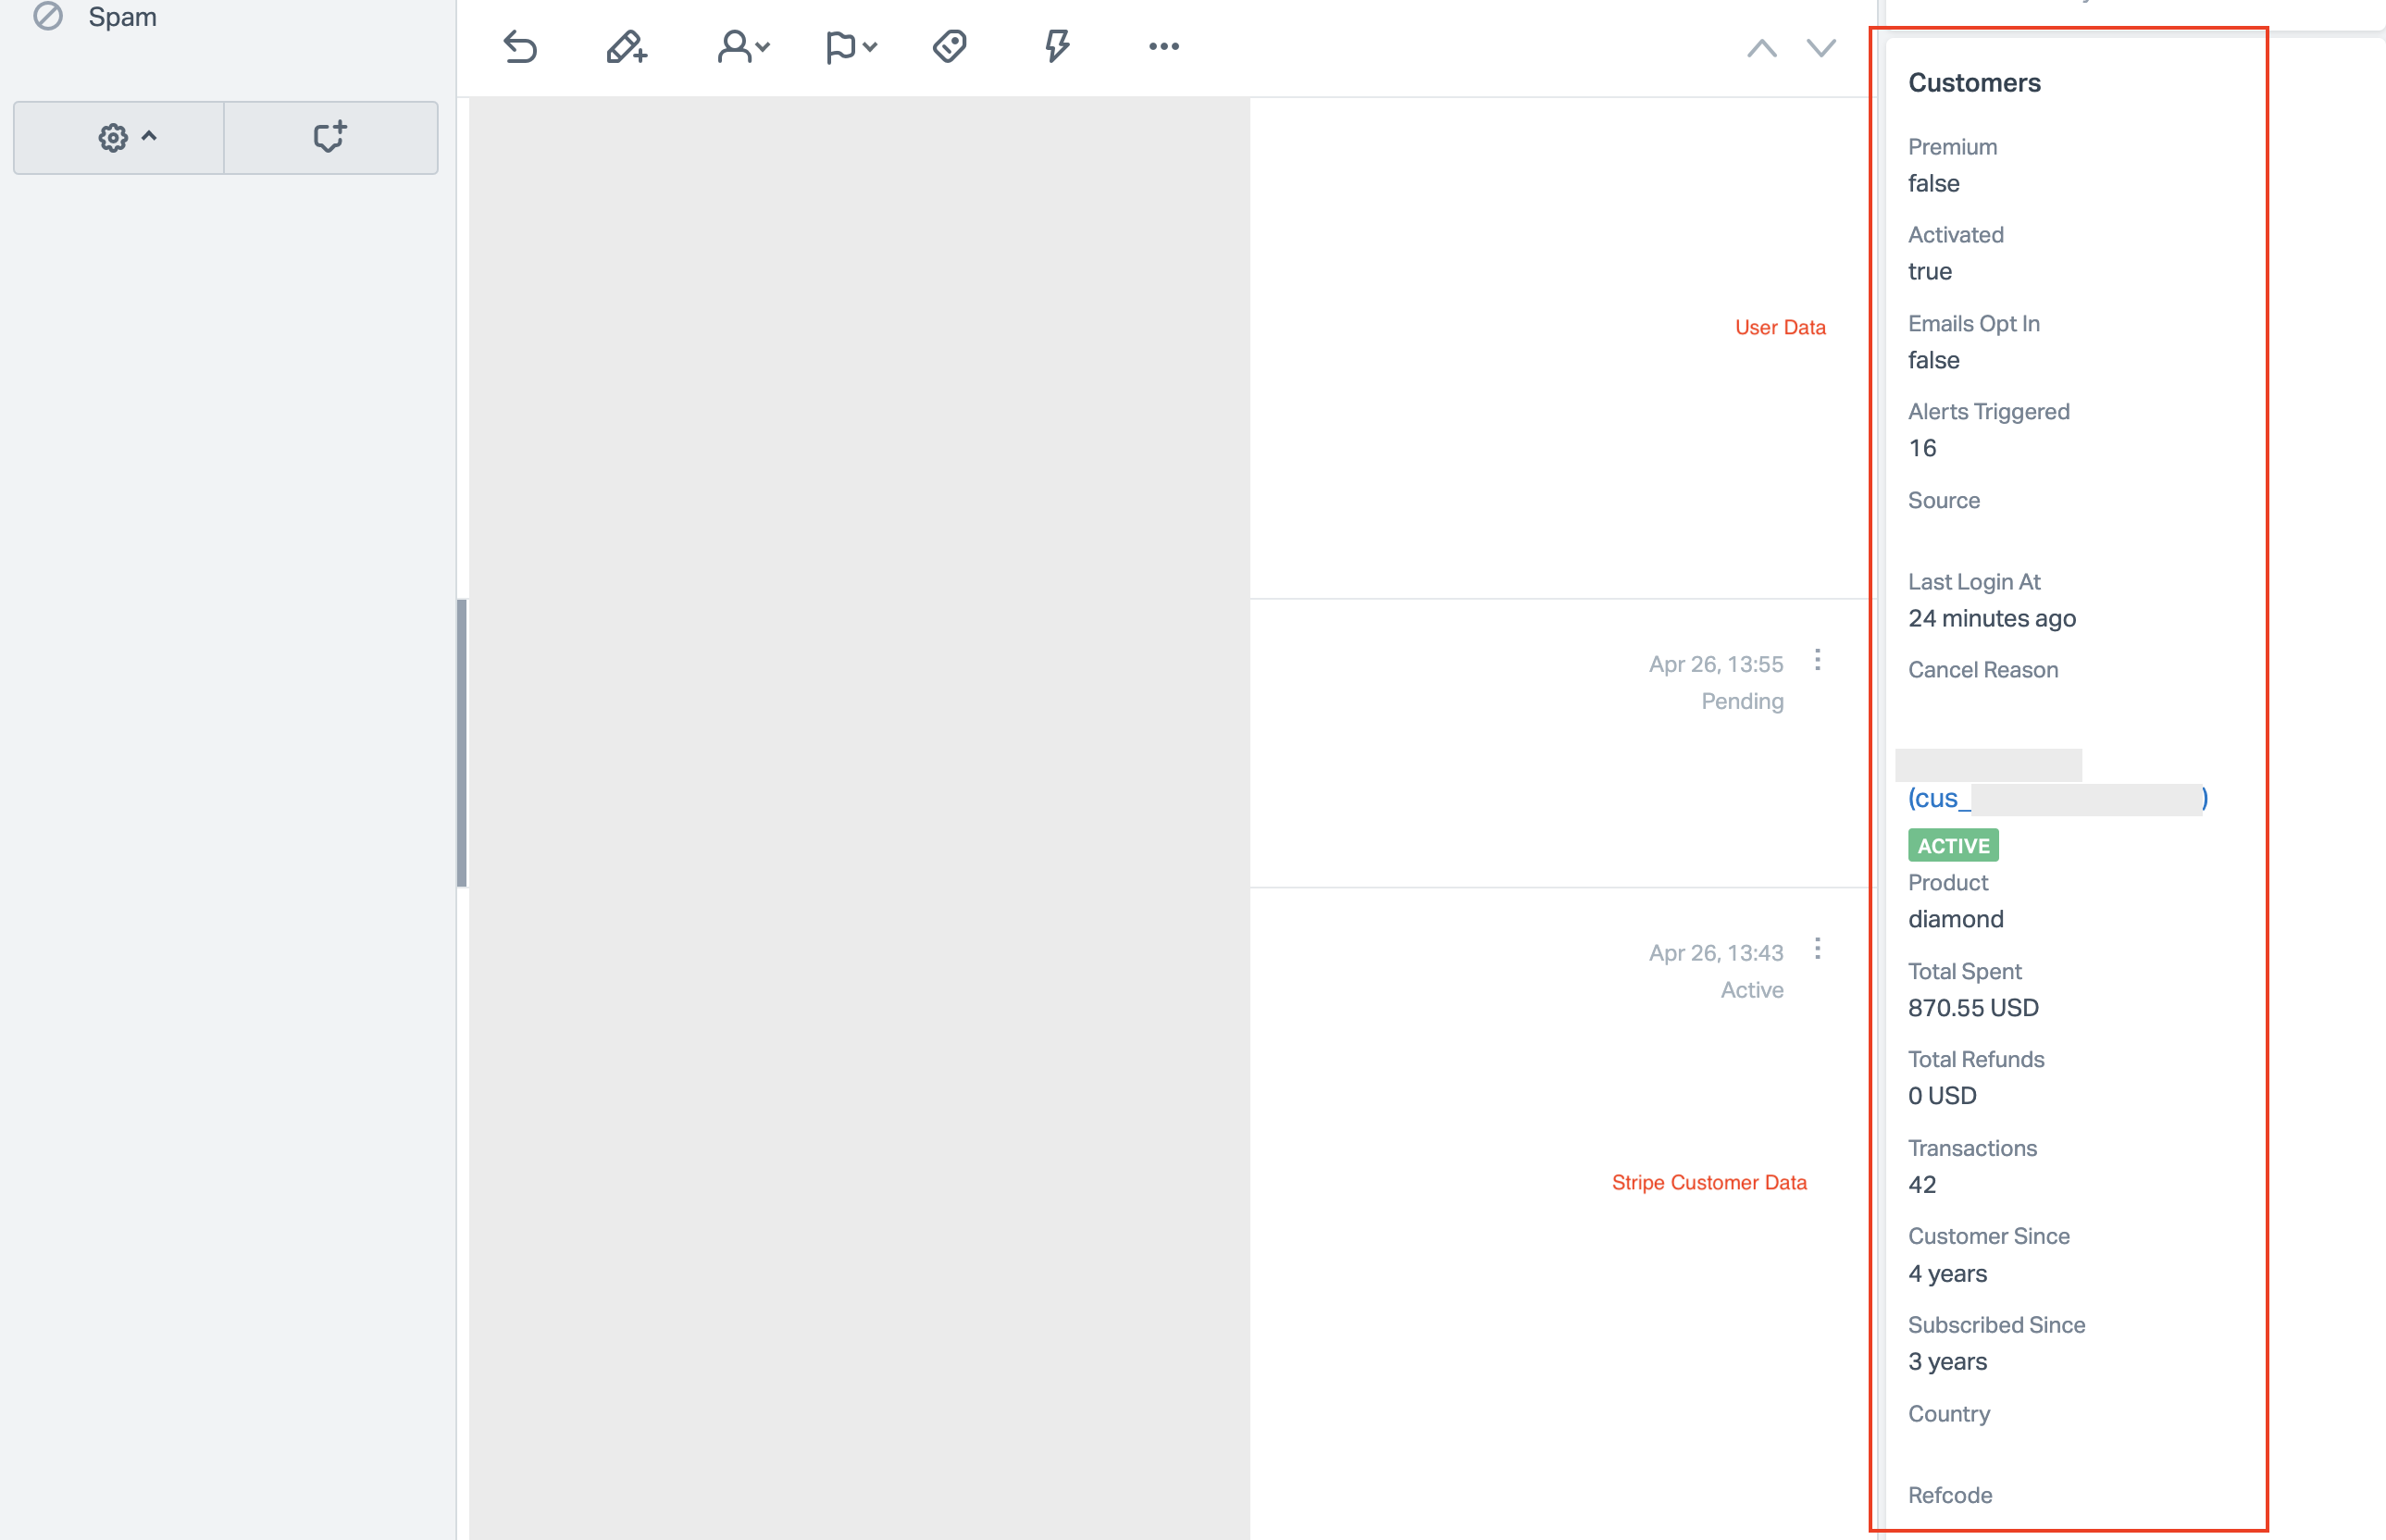 Spam
User Data
Apr 26, 13:55
Pending
Apr 26, 13:43
Active
Stripe Customer Data
Customers
Premium
false
Activated
true
Emails Opt In
false
Alerts Triggered
16
Source
Last Login At
24 minutes ago
Cancel Reason
(cus_ )
ACTIVE
Product
diamond
Total Spent
870.55 USD
Total Refunds
0 USD
Transactions
42
Customer Since
4 years
Subscribed Since
3 years
Country
Refcode